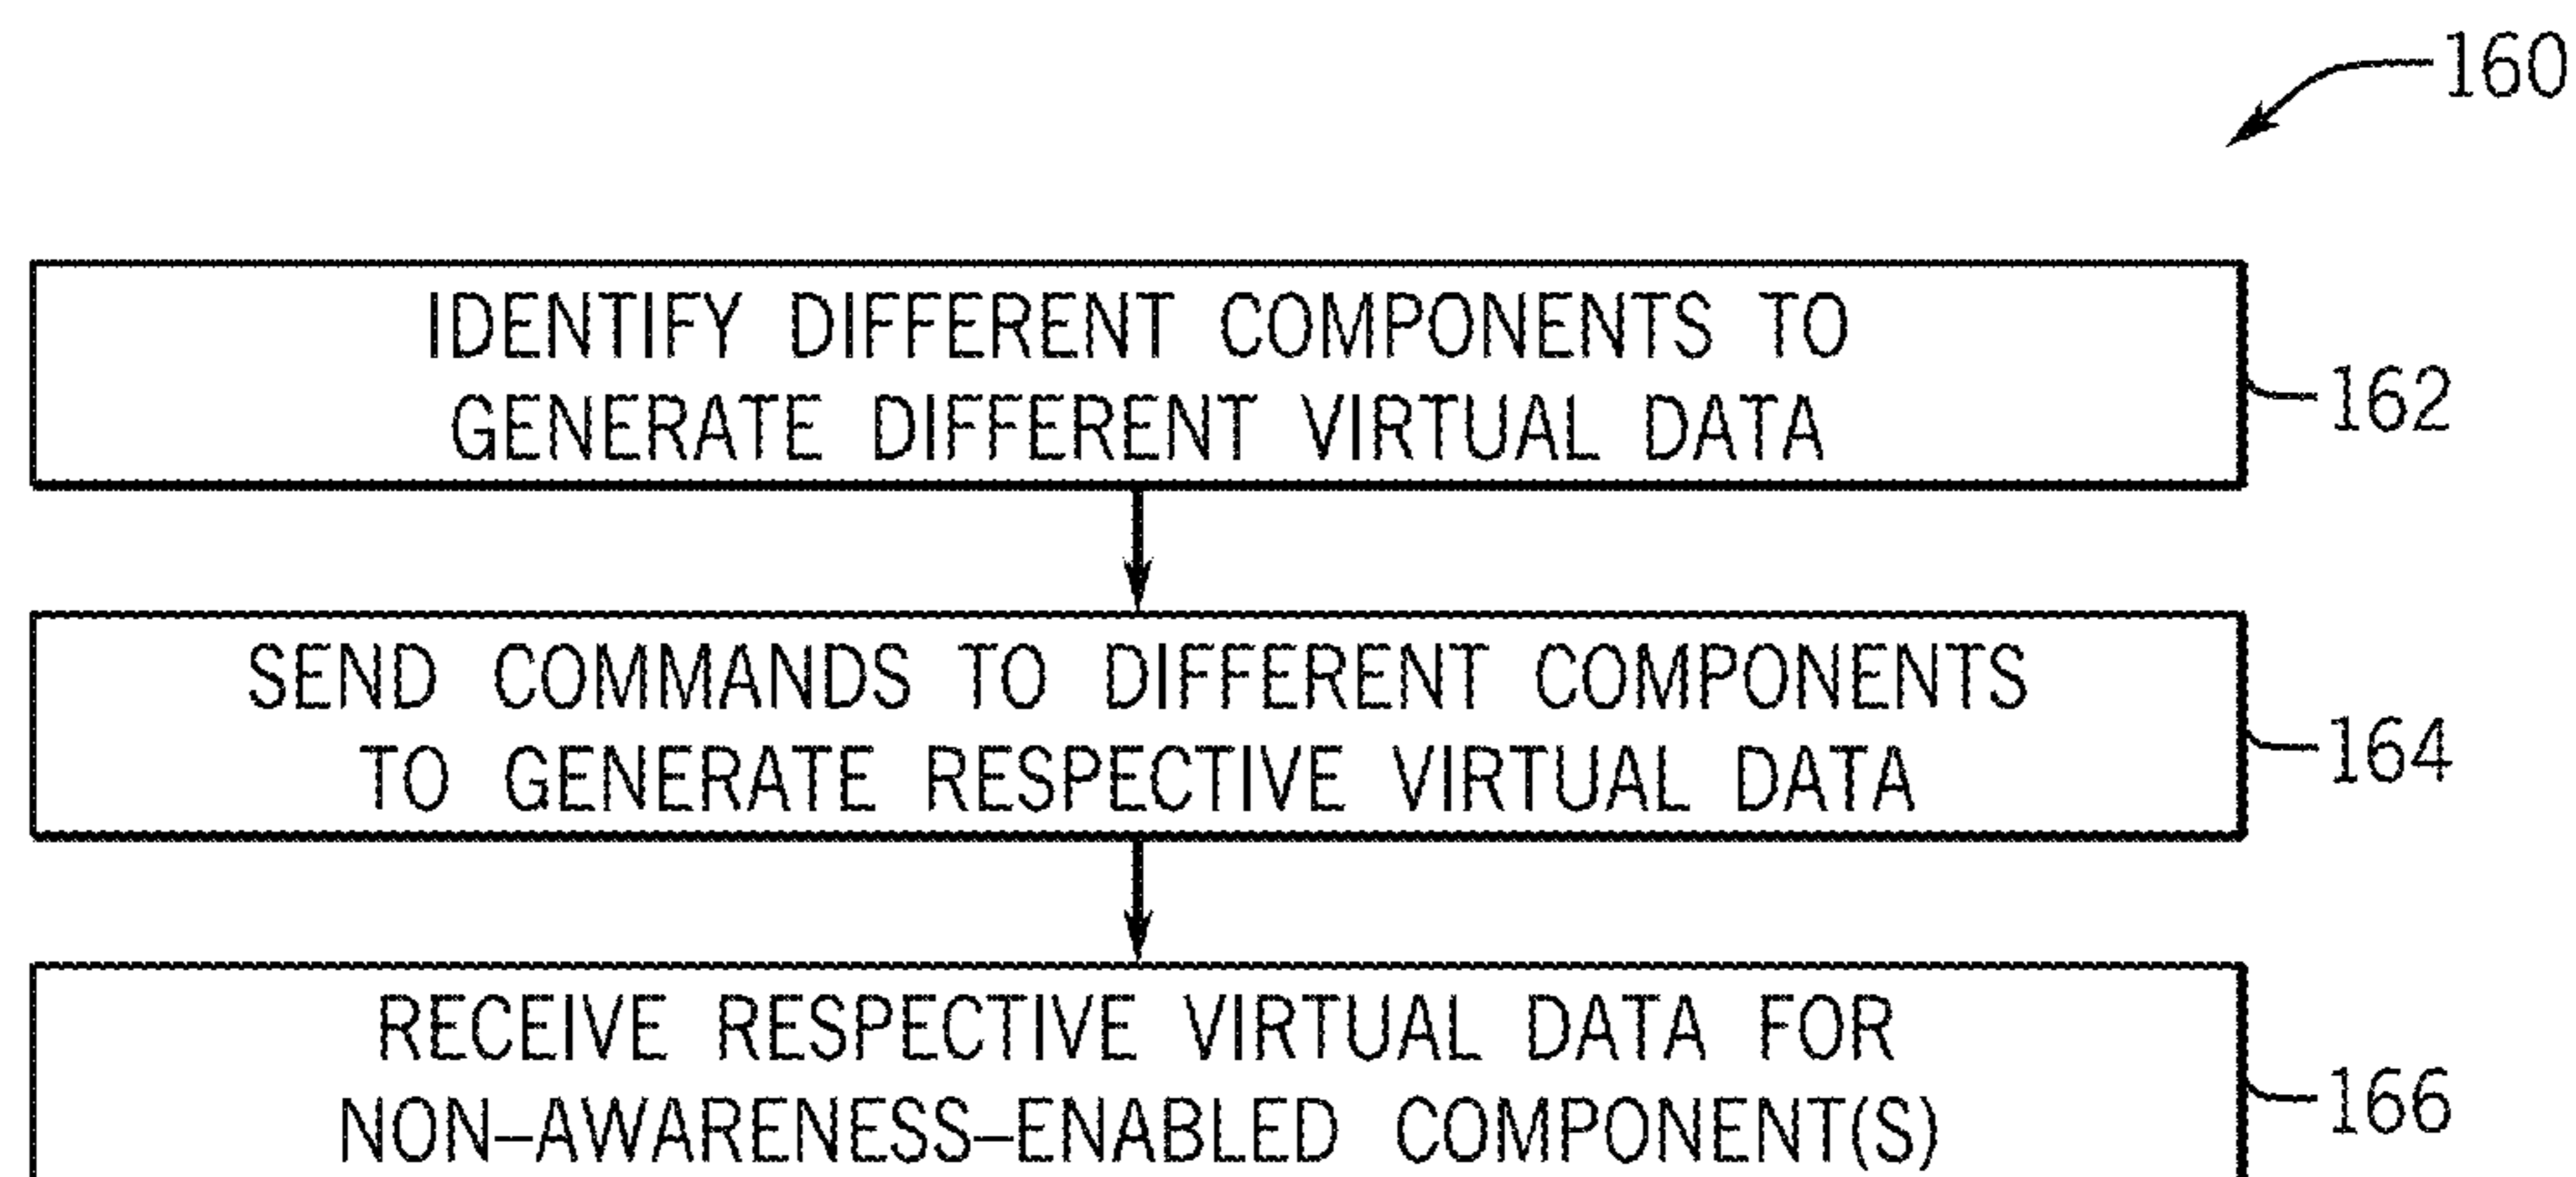 160
IDENTIFY DIFFERENT COMPONENTS TO
GENERATE DIFFERENT VIRTUAL DATA
162
SEND COMMANDS TO DIFFERENT COMPONENTS
TO GENERATE RESPECTIVE VIRTUAL DATA
164
RECEIVE RESPECTIVE VIRTUAL DATA FOR
NON–AWARENESS–ENABLED COMPONENT(S)
166